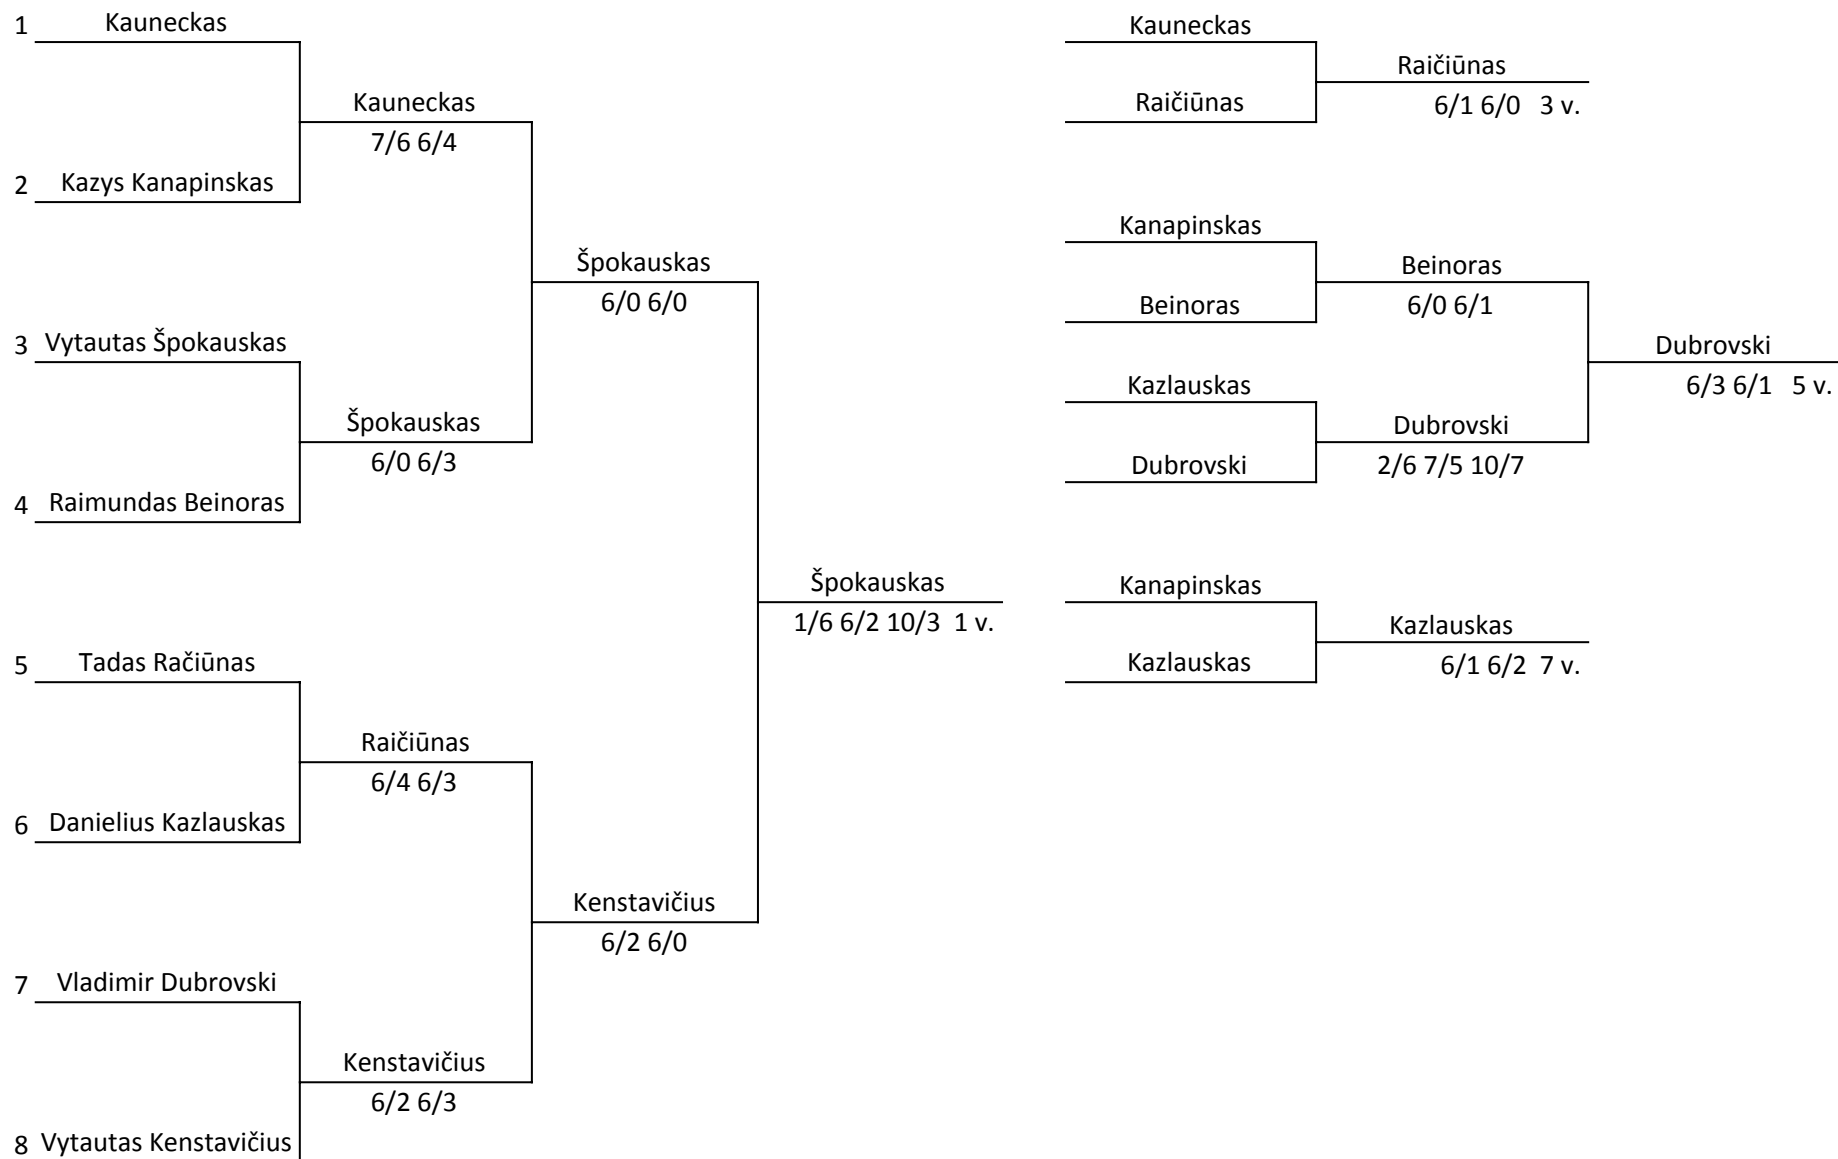 1 Kauneckas
Kauneckas
7/6 6/4
2 Kazys Kanapinskas
Špokauskas
6/0 6/0
3 Vytautas Špokauskas
Špokauskas
6/0 6/3
4 Raimundas Beinoras
Špokauskas
1/6 6/2 10/3 1 v.
5 Tadas Račiūnas
Raičiūnas
6/4 6/3
6 Danielius Kazlauskas
Kenstavičius
6/2 6/0
7 Vladimir Dubrovski
Kenstavičius
6/2 6/3
8 Vytautas Kenstavičius
Kauneckas
Raičiūnas
6/1 6/0 3 v.
Raičiūnas
Kanapinskas
Beinoras
6/0 6/1
Beinoras
Dubrovski
6/3 6/1 5 v.
Kazlauskas
Dubrovski
2/6 7/5 10/7
Dubrovski
Kanapinskas
Kazlauskas
6/1 6/2 7 v.
Kazlauskas